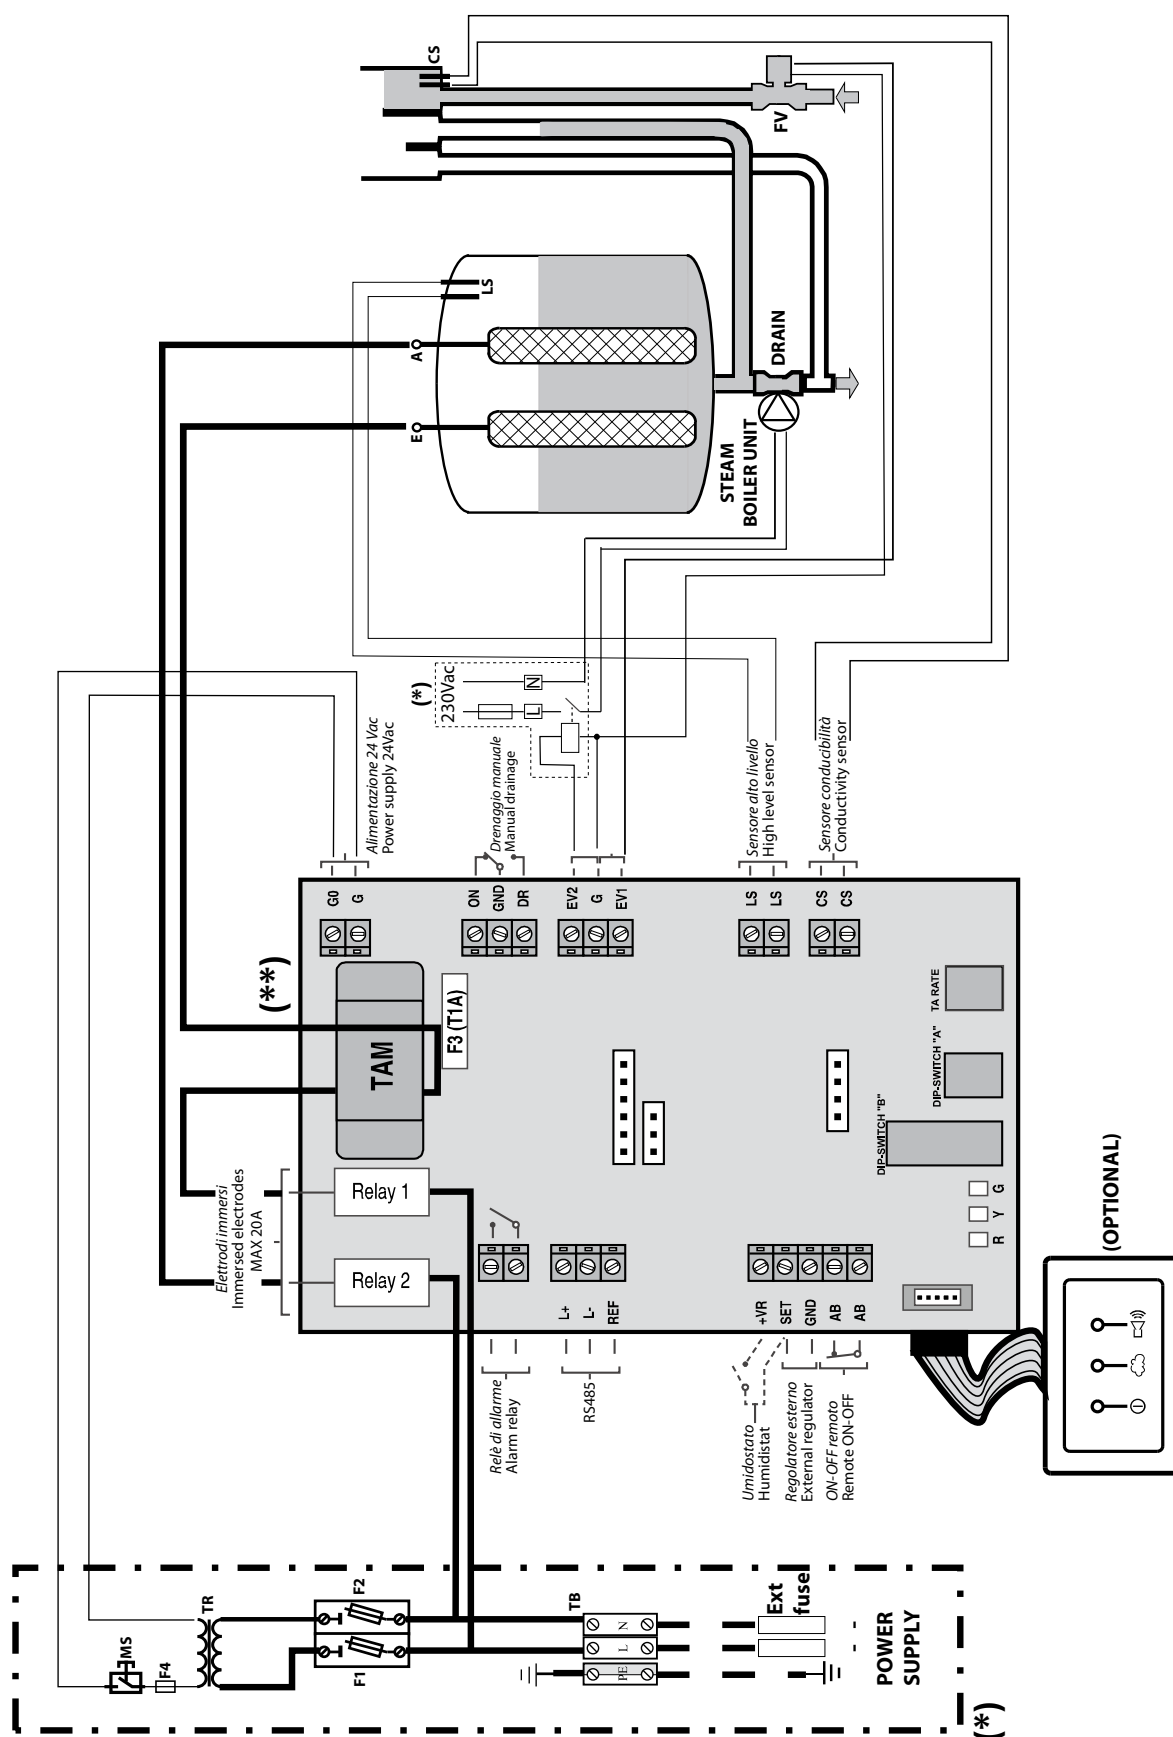 CS
FV
LS
A
E
DRAIN
STEAM
BOILER UNIT
(*)
230Vac
N
L
Alimentazione 24 Vac
Power supply 24Vac
Drenaggio manuale
Manual drainage
Sensore alto livello
High level sensor
Sensore conducibilità
Conductivity sensor
G0
G
ON
GND
DR
EV2
G
EV1
LS
LS
CS
CS
(**)
TAM
F3 (T1A)
TA RATE
DIP-SWITCH "A"
DIP-SWITCH "B"
Elettrodi immersi
Immersed electrodes
MAX 20A
Relay 1
Relay 2
R
Y
G
L+
L-
REF
+VR
SET
GND
AB
AB
(OPTIONAL)
Relè di allarme
Alarm relay
RS485
Umidostato
Humidistat
Regolatore esterno
External regulator
ON-OFF remoto
Remote ON-OFF
MS
F4
TR
F2
F1
TB
N
L
PE
Ext
fuse
POWER
SUPPLY
(*)